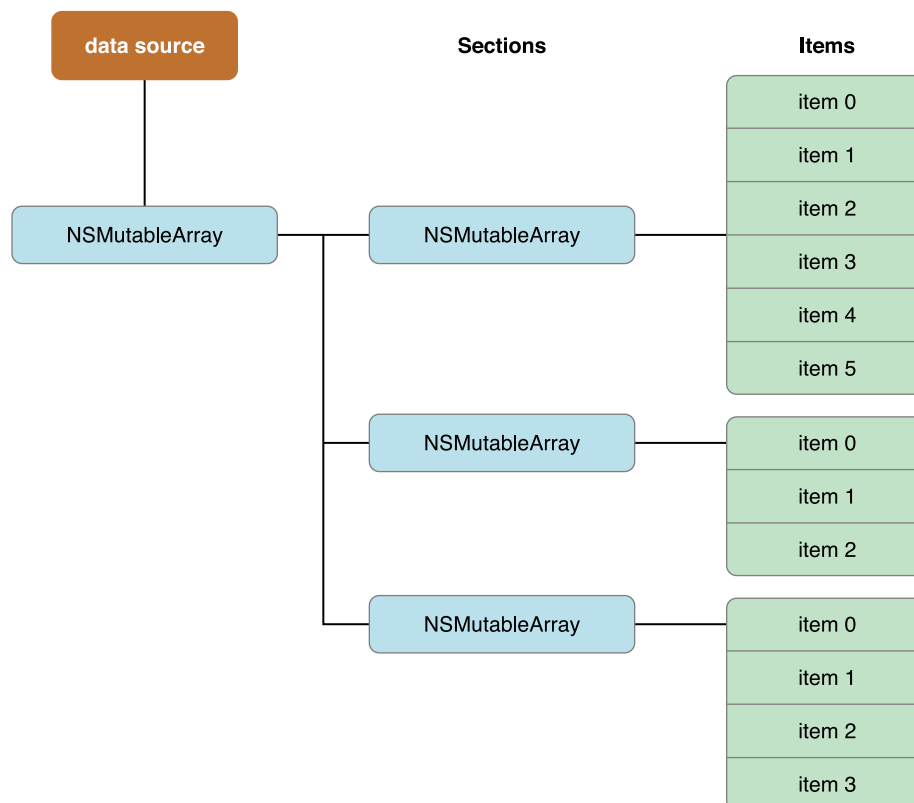 data source
Sections
Items
NSMutableArray
NSMutableArray
item 0
item 1
item 2
item 3
item 4
item 5
NSMutableArray
item 0
item 1
item 2
NSMutableArray
item 0
item 1
item 2
item 3